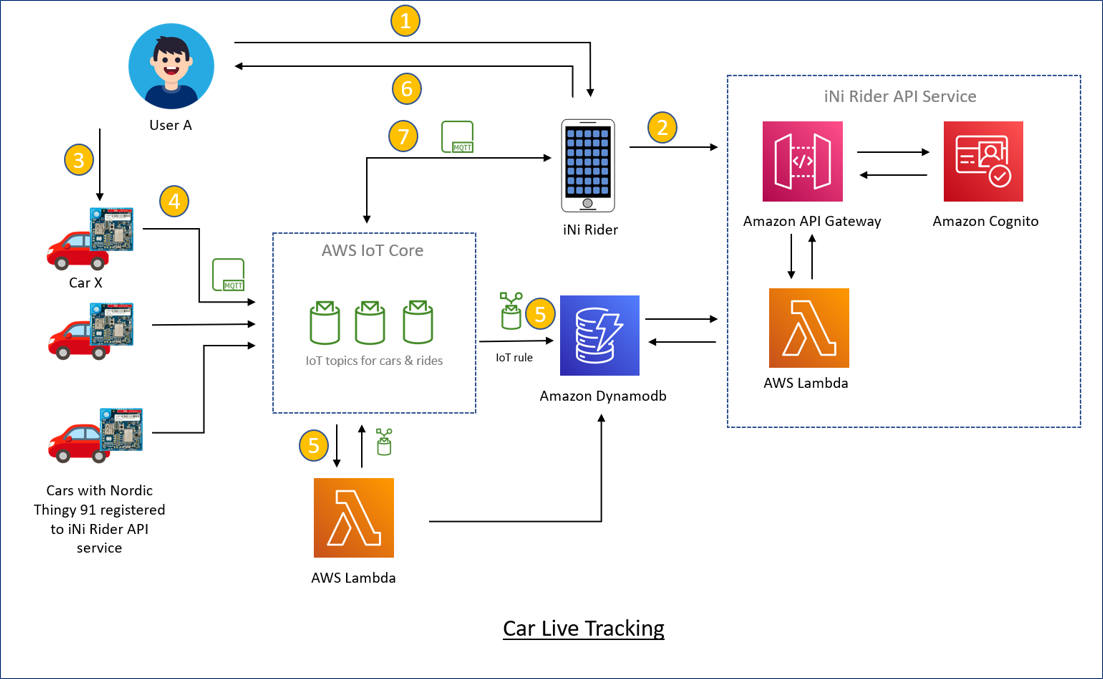 1
6
User A
7
MQTT
2
iNi Rider API Service
3
4
iNi Rider
Amazon API Gateway
Amazon Cognito
Car X
MQTT
AWS IoT Core
5
IoT topics for cars & rides
IoT rule
Amazon Dynamodb
AWS Lambda
5
Cars with Nordic
Thingy 91 registered
to iNi Rider API
service
AWS Lambda
Car Live Tracking